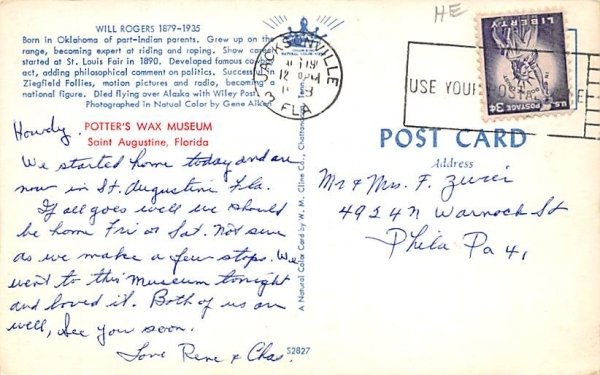 WILL ROGERS 1879-1935
Born in Oklahoma of part-Indian parents. Grew up on the
range, becoming expert at riding and roping. Show
started at St. Louis Fair in 1890. Developed famous
act, adding philosophical comment on politics. Success in
Ziegfield Follies, motion pictures and radio, becoming a
national figure. Died flying over Alaska with Wiley Post.
Photographed in Natual Color by Gene Aiken
POTTER'S WAX MUSEUM
Saint Augustine, Florida
Howdy.
We started home today and are
now in St. Augustine Fla.
If all goes well we should
be home Fri or Sat. Not sure
as we make a few stops. We
went to this Museum tonight
and loved it. Both of us are
well, See you soon.
Love Rene & Chas.
52827
A Natural Color Card by W. M. Cline Co., Chattanooga, Tenn.
JACKSONVILLE
12 PM
FLA
HE
USE YOUR POSTAL
LIBERTY
U.S. POSTAGE 3¢
POST CARD
Address
Mr & Mrs. F. Zwier
4924 N Warnock St
Phila Pa 41